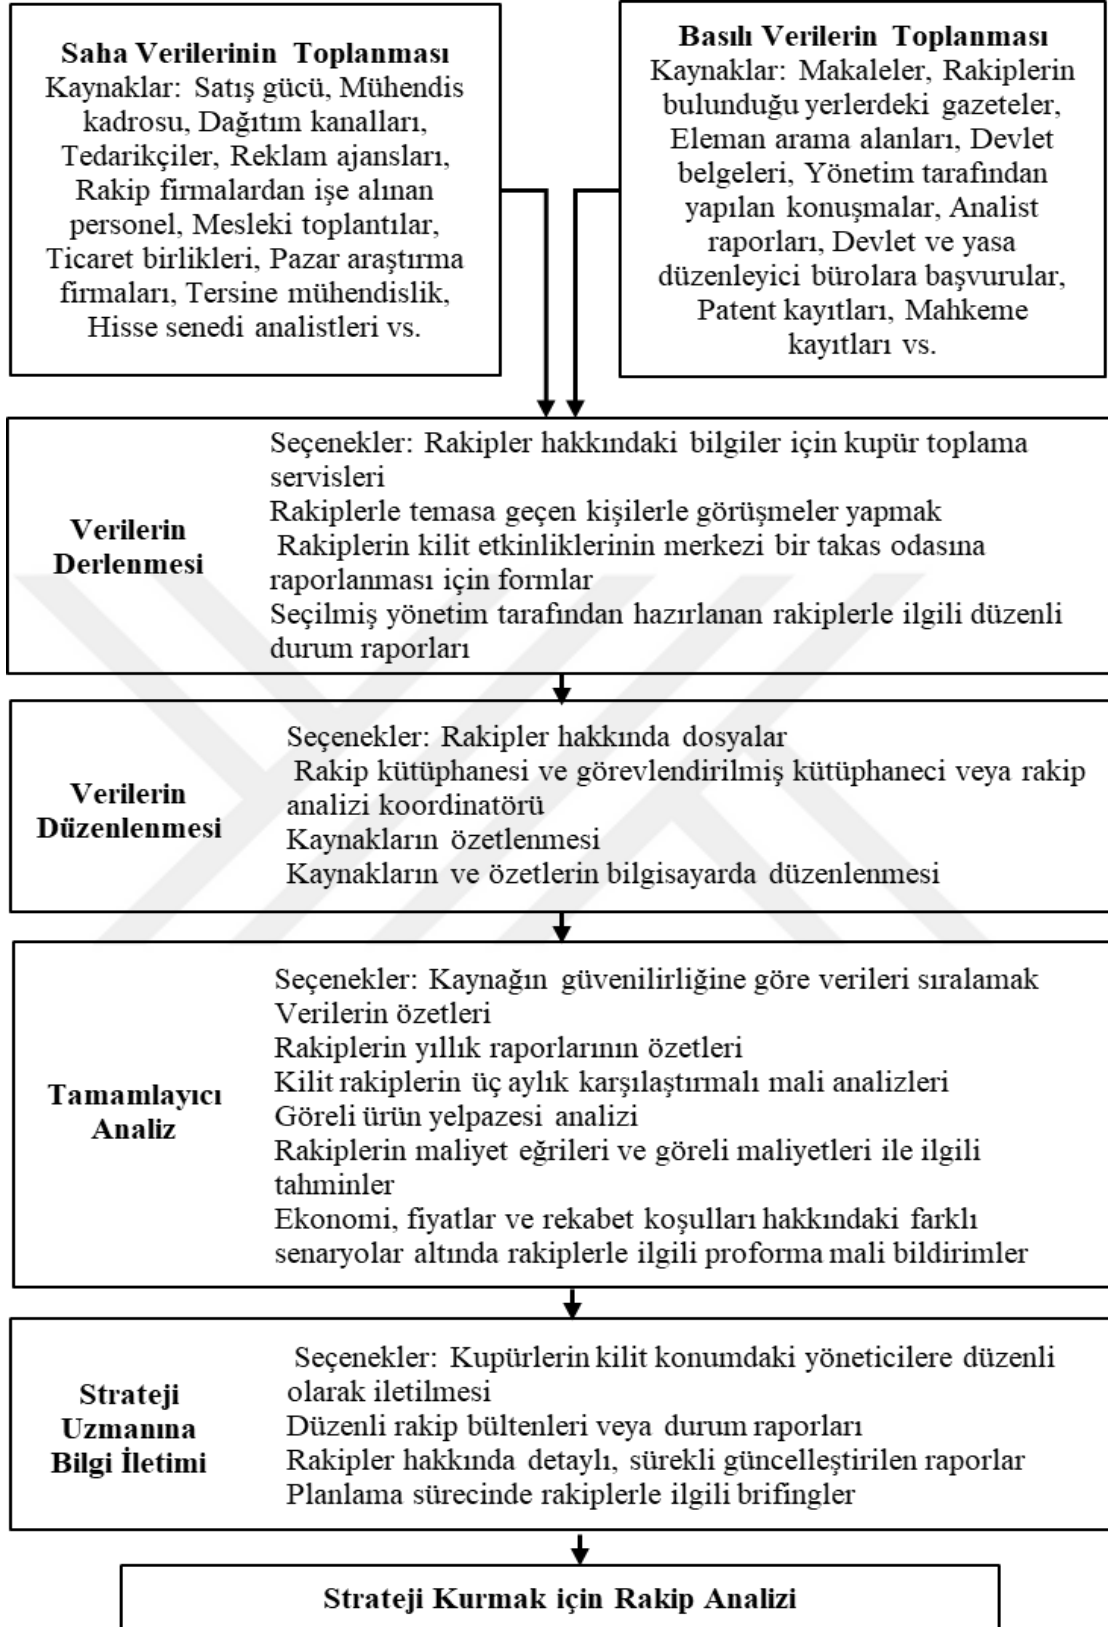 Saha Verilerinin Toplanması
Kaynaklar: Satış gücü, Mühendis
kadrosu, Dağıtım kanalları,
Tedarikçiler, Reklam ajansları,
Rakip firmalardan işe alınan
personel, Mesleki toplantılar,
Ticaret birlikleri, Pazar araştırma
firmaları, Tersine mühendislik,
Hisse senedi analistleri vs.
Basılı Verilerin Toplanması
Kaynaklar: Makaleler, Rakiplerin
bulunduğu yerlerdeki gazeteler,
Eleman arama alanları, Devlet
belgeleri, Yönetim tarafından
yapılan konuşmalar, Analist
raporları, Devlet ve yasa
düzenleyici bürolara başvurular,
Patent kayıtları, Mahkeme
kayıtları vs.
Verilerin
Derlenmesi
Seçenekler: Rakipler hakkındaki bilgiler için kupür toplama
servisleri
Rakiplerle temasa geçen kişilerle görüşmeler yapmak
Rakiplerin kilit etkinliklerinin merkezi bir takas odasına
raporlanması için formlar
Seçilmiş yönetim tarafından hazırlanan rakiplerle ilgili düzenli
durum raporları
Verilerin
Düzenlenmesi
Seçenekler: Rakipler hakkında dosyalar
Rakip kütüphanesi ve görevlendirilmiş kütüphaneci veya rakip
analizi koordinatörü
Kaynakların özetlenmesi
Kaynakların ve özetlerin bilgisayarda düzenlenmesi
Tamamlayıcı
Analiz
Seçenekler: Kaynağın güvenilirliğine göre verileri sıralamak
Verilerin özetleri
Rakiplerin yıllık raporlarının özetleri
Kilit rakiplerin üç aylık karşılaştırmalı mali analizleri
Göreli ürün yelpazesi analizi
Rakiplerin maliyet eğrileri ve göreli maliyetleri ile ilgili
tahminler
Ekonomi, fiyatlar ve rekabet koşulları hakkındaki farklı
senaryolar altında rakiplerle ilgili proforma mali bildirimler
Strateji
Uzmanına
Bilgi İletimi
Seçenekler: Kupürlerin kilit konumdaki yöneticilere düzenli
olarak iletilmesi
Düzenli rakip bültenleri veya durum raporları
Rakipler hakkında detaylı, sürekli güncelleştirilen raporlar
Planlama sürecinde rakiplerle ilgili brifingler
Strateji Kurmak için Rakip Analizi